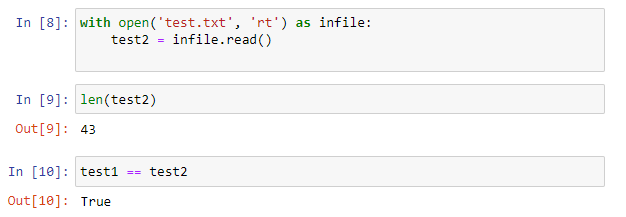 In [8]: with open('test.txt', 'rt') as infile:
    test2 = infile.read()
In [9]: len(test2)
Out[9]: 43
In [10]: test1 == test2
Out[10]: True